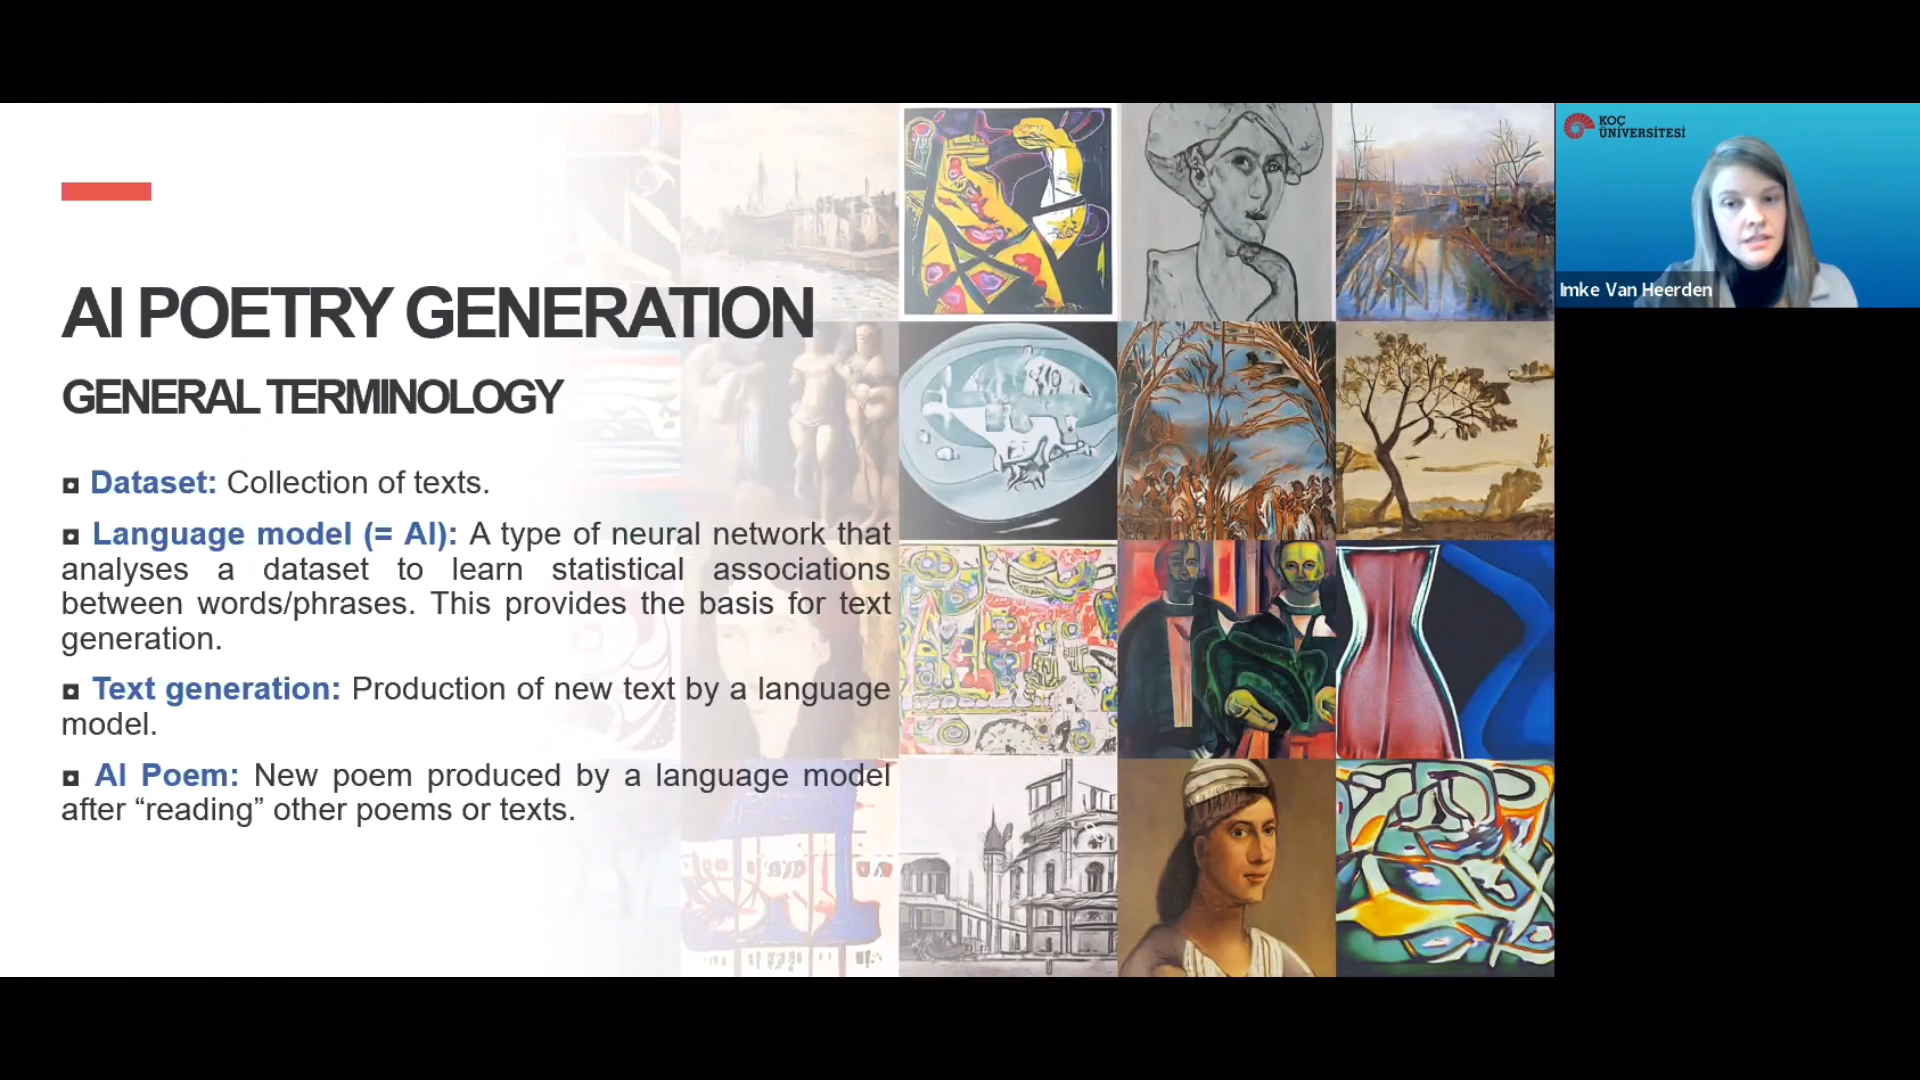 AI POETRY GENERATION
GENERAL TERMINOLOGY
Dataset: Collection of texts.
Language model (= AI): A type of neural network that
analyses a dataset to learn statistical associations
between words/phrases. This provides the basis for text
generation.
Text generation: Production of new text by a language
model.
AI Poem: New poem produced by a language model
after “reading” other poems or texts.
KOÇ
ÜNİVERSİTESİ
Imke Van Heerden